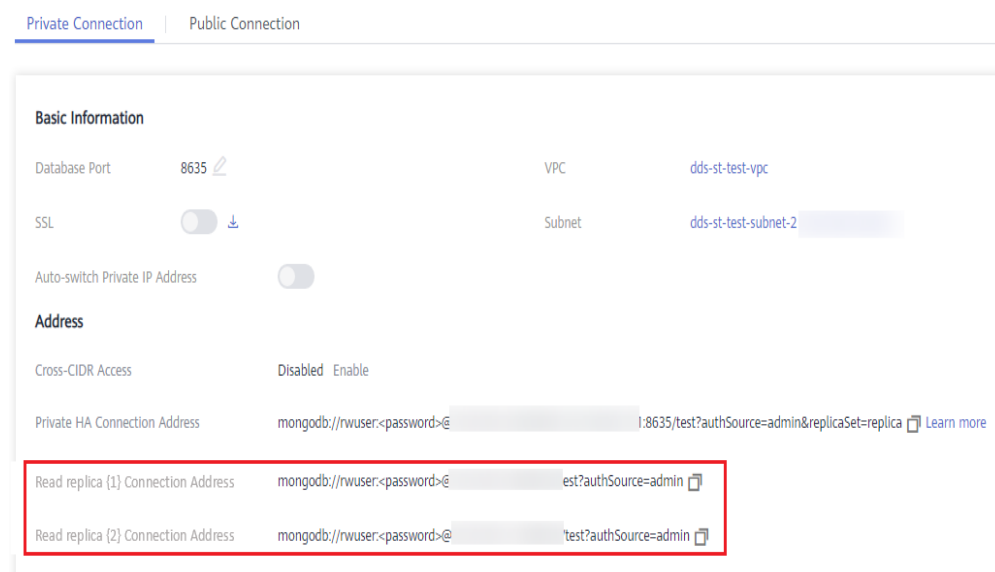 Private Connection Public Connection
Basic Information
Database Port 8635 VPC dds-st-test-vpc
SSL Subnet dds-st-test-subnet-2
Auto-switch Private IP Address
Address
Cross-CIDR Access Disabled Enable
Private HA Connection Address mongodb://rwuser:<password>@ :8635/test?authSource=admin&replicaSet=replica Learn more
Read replica {1} Connection Address mongodb://rwuser:<password>@ est?authSource=admin
Read replica {2} Connection Address mongodb://rwuser:<password>@ /test?authSource=admin